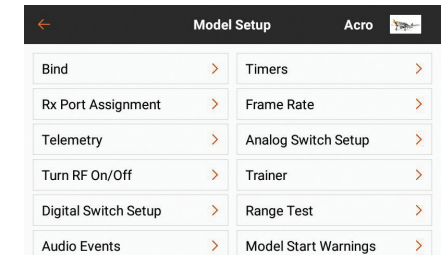 Model Setup Acro
Bind
Timers
Rx Port Assignment
Frame Rate
Telemetry
Analog Switch Setup
Turn RF On/Off
Trainer
Digital Switch Setup
Range Test
Audio Events
Model Start Warnings